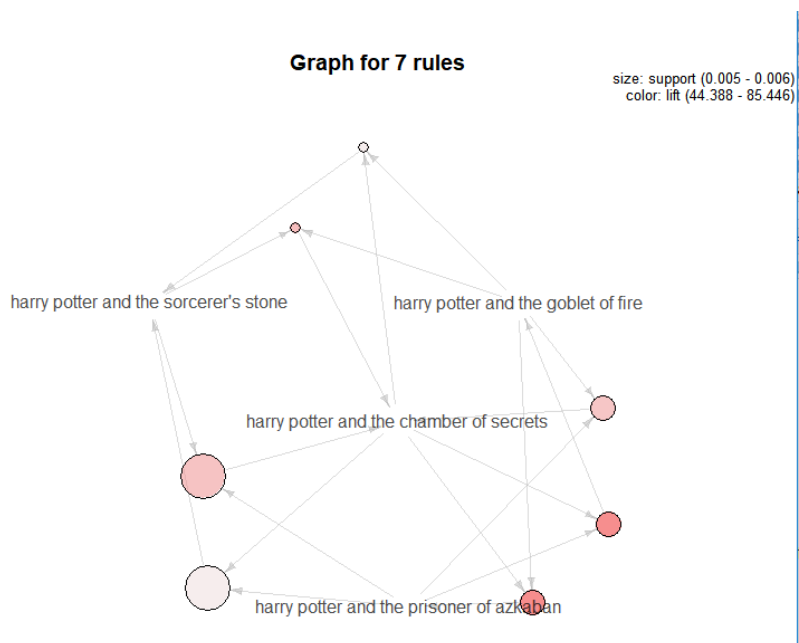 Graph for 7 rules
size: support (0.005 - 0.006)
color: lift (44.388 - 85.446)
harry potter and the sorcerer's stone
harry potter and the goblet of fire
harry potter and the chamber of secrets
harry potter and the prisoner of azkaban